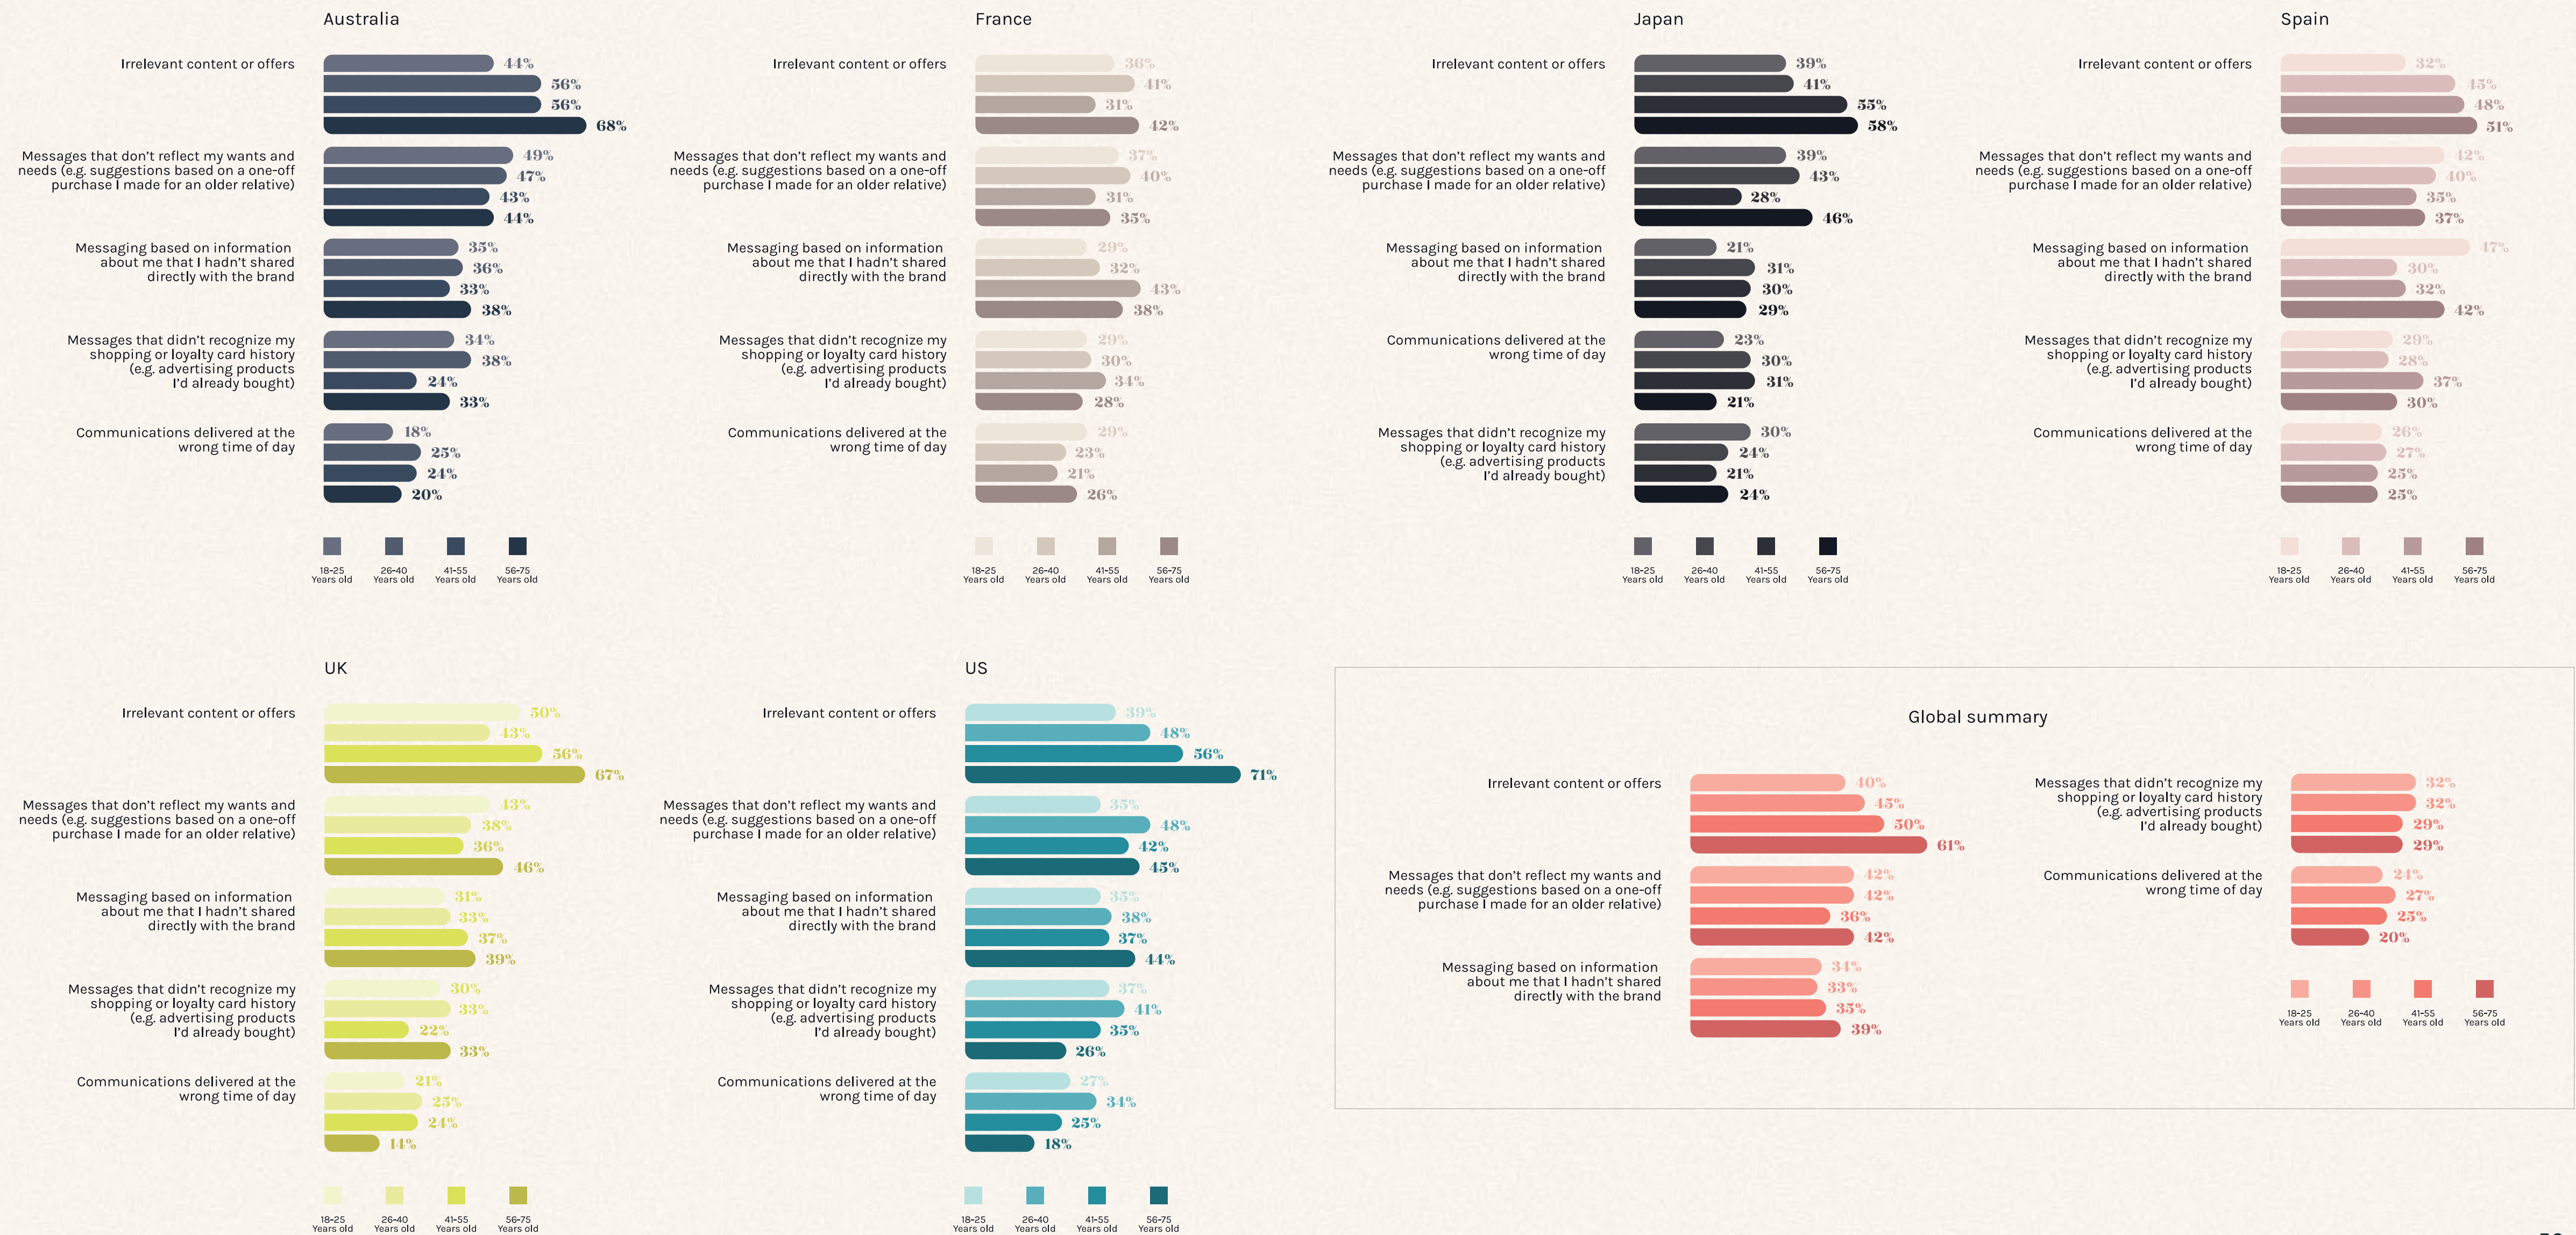 Australia
Irrelevant content or offers
44%
56%
56%
68%
Messages that don't reflect my wants and
needs (e.g. suggestions based on a one-off
purchase I made for an older relative)
49%
47%
43%
44%
Messaging based on information
about me that I hadn't shared
directly with the brand
35%
36%
33%
38%
Messages that didn't recognize my
shopping or loyalty card history
(e.g. advertising products
I'd already bought)
34%
38%
24%
33%
Communications delivered at the
wrong time of day
18%
25%
24%
20%
18-25
Years old
26-40
Years old
41-55
Years old
56-75
Years old
France
Irrelevant content or offers
36%
41%
31%
42%
Messages that don't reflect my wants and
needs (e.g. suggestions based on a one-off
purchase I made for an older relative)
37%
40%
31%
35%
Messaging based on information
about me that I hadn't shared
directly with the brand
29%
32%
43%
38%
Messages that didn't recognize my
shopping or loyalty card history
(e.g. advertising products
I'd already bought)
29%
30%
34%
28%
Communications delivered at the
wrong time of day
29%
23%
21%
26%
18-25
Years old
26-40
Years old
41-55
Years old
56-75
Years old
Japan
Irrelevant content or offers
39%
41%
55%
58%
Messages that don't reflect my wants and
needs (e.g. suggestions based on a one-off
purchase I made for an older relative)
39%
43%
28%
46%
Messaging based on information
about me that I hadn't shared
directly with the brand
21%
31%
30%
29%
Communications delivered at the
wrong time of day
23%
30%
31%
21%
Messages that didn't recognize my
shopping or loyalty card history
(e.g. advertising products
I'd already bought)
30%
24%
21%
24%
18-25
Years old
26-40
Years old
41-55
Years old
56-75
Years old
Spain
Irrelevant content or offers
32%
45%
48%
51%
Messages that don't reflect my wants and
needs (e.g. suggestions based on a one-off
purchase I made for an older relative)
42%
40%
35%
37%
Messaging based on information
about me that I hadn't shared
directly with the brand
47%
30%
32%
42%
Messages that didn't recognize my
shopping or loyalty card history
(e.g. advertising products
I'd already bought)
29%
28%
37%
30%
Communications delivered at the
wrong time of day
26%
27%
25%
25%
18-25
Years old
26-40
Years old
41-55
Years old
56-75
Years old
UK
Irrelevant content or offers
50%
43%
56%
67%
Messages that don't reflect my wants and
needs (e.g. suggestions based on a one-off
purchase I made for an older relative)
43%
38%
36%
46%
Messaging based on information
about me that I hadn't shared
directly with the brand
31%
33%
37%
39%
Messages that didn't recognize my
shopping or loyalty card history
(e.g. advertising products
I'd already bought)
30%
33%
22%
33%
Communications delivered at the
wrong time of day
21%
25%
24%
14%
18-25
Years old
26-40
Years old
41-55
Years old
56-75
Years old
US
Irrelevant content or offers
39%
48%
56%
71%
Messages that don't reflect my wants and
needs (e.g. suggestions based on a one-off
purchase I made for an older relative)
35%
48%
42%
45%
Messaging based on information
about me that I hadn't shared
directly with the brand
35%
38%
37%
44%
Messages that didn't recognize my
shopping or loyalty card history
(e.g. advertising products
I'd already bought)
37%
41%
35%
26%
Communications delivered at the
wrong time of day
27%
34%
25%
18%
18-25
Years old
26-40
Years old
41-55
Years old
56-75
Years old
Global summary
Irrelevant content or offers
40%
45%
50%
61%
Messages that don't reflect my wants and
needs (e.g. suggestions based on a one-off
purchase I made for an older relative)
42%
42%
36%
42%
Messaging based on information
about me that I hadn't shared
directly with the brand
34%
33%
35%
39%
Messages that didn't recognize my
shopping or loyalty card history
(e.g. advertising products
I'd already bought)
32%
32%
29%
29%
Communications delivered at the
wrong time of day
24%
27%
25%
20%
18-25
Years old
26-40
Years old
41-55
Years old
56-75
Years old